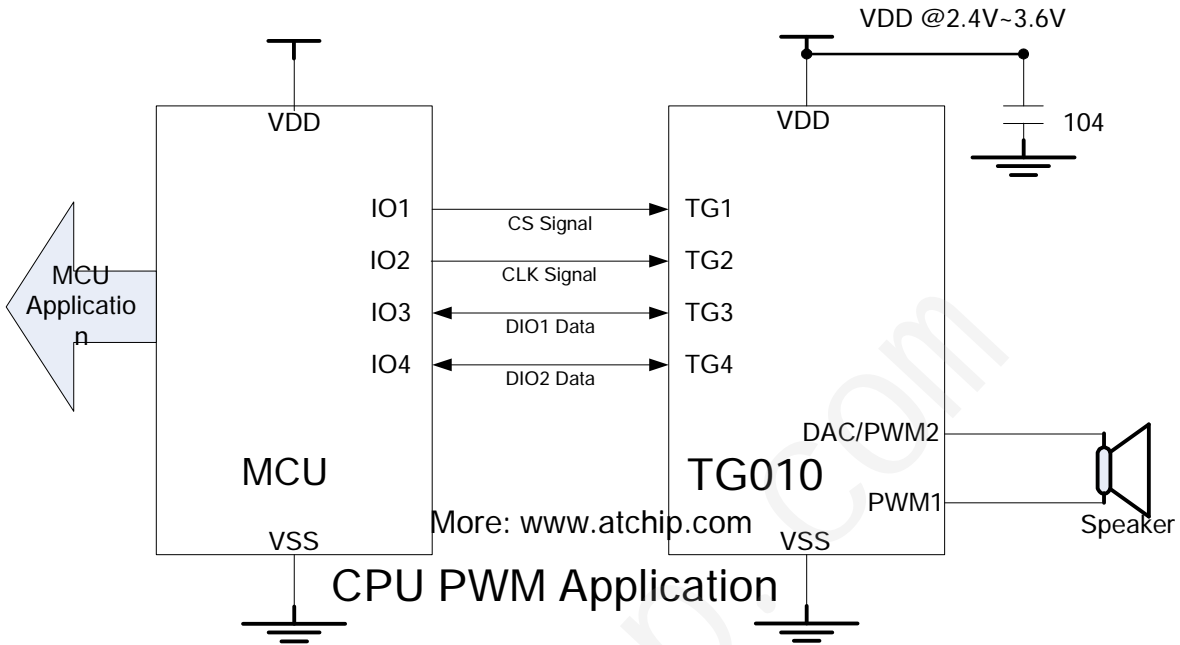 VDD @2.4V~3.6V
VDD
VDD
104
IO1
CS Signal
TG1
IO2
CLK Signal
TG2
MCU
Applicatio
n
IO3
DIO1 Data
TG3
IO4
DIO2 Data
TG4
DAC/PWM2
MCU
TG010
PWM1
More: www.atchip.com
Speaker
VSS
VSS
CPU PWM Application
p.com